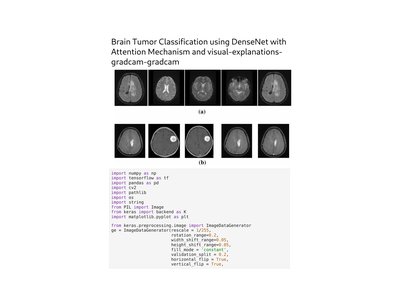 Brain Tumor Classification using DenseNet with
Attention Mechanism and visual-explanations-
gradcam-gradcam
(a)
(b)
import numpy as np
import tensorflow as tf
import pandas as pd
import cv2
import pathlib
import os
import string
from PIL import Image
from keras import backend as K
import matplotlib.pyplot as plt
from keras.preprocessing.image import ImageDataGenerator
ge = ImageDataGenerator(rescale = 1/255,
rotation_range=0.2,
width_shift_range=0.05,
height_shift_range=0.05,
fill_mode = 'constant',
validation_split = 0.2,
horizontal_flip = True,
vertical_flip = True,